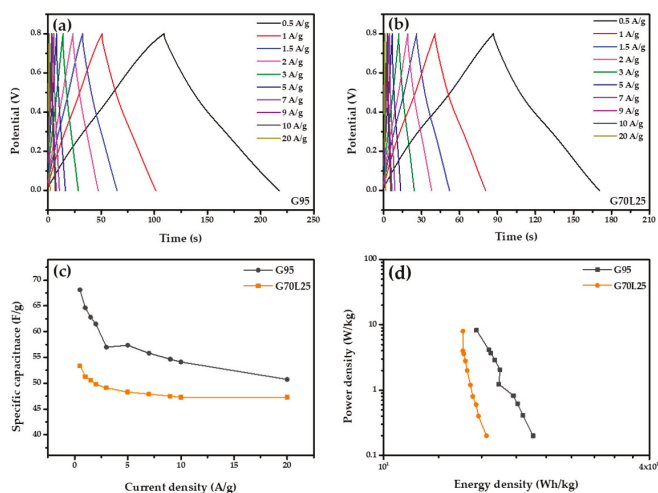 (a)
0.8
0.6
0.4
0.2
0.0
Potential (V)
0.5 A/g
1 A/g
1.5 A/g
2 A/g
3 A/g
5 A/g
7 A/g
9 A/g
10 A/g
20 A/g
G95
0 50 100 150 200 250
Time (s)
(b)
0.8
0.6
0.4
0.2
0.0
Potential (V)
0.5 A/g
1 A/g
1.5 A/g
2 A/g
3 A/g
5 A/g
7 A/g
9 A/g
10 A/g
20 A/g
G70L25
0 30 60 90 120 150 180 210
Time (s)
(c)
G95
G70L25
70
65
60
55
50
45
40
Specific capacitnace (F/g)
0 5 10 15 20
Current density (A/g)
(d)
G95
G70L25
100
10
1
0.1
Power density (W/kg)
10¹ 4x10¹
Energy density (Wh/kg)